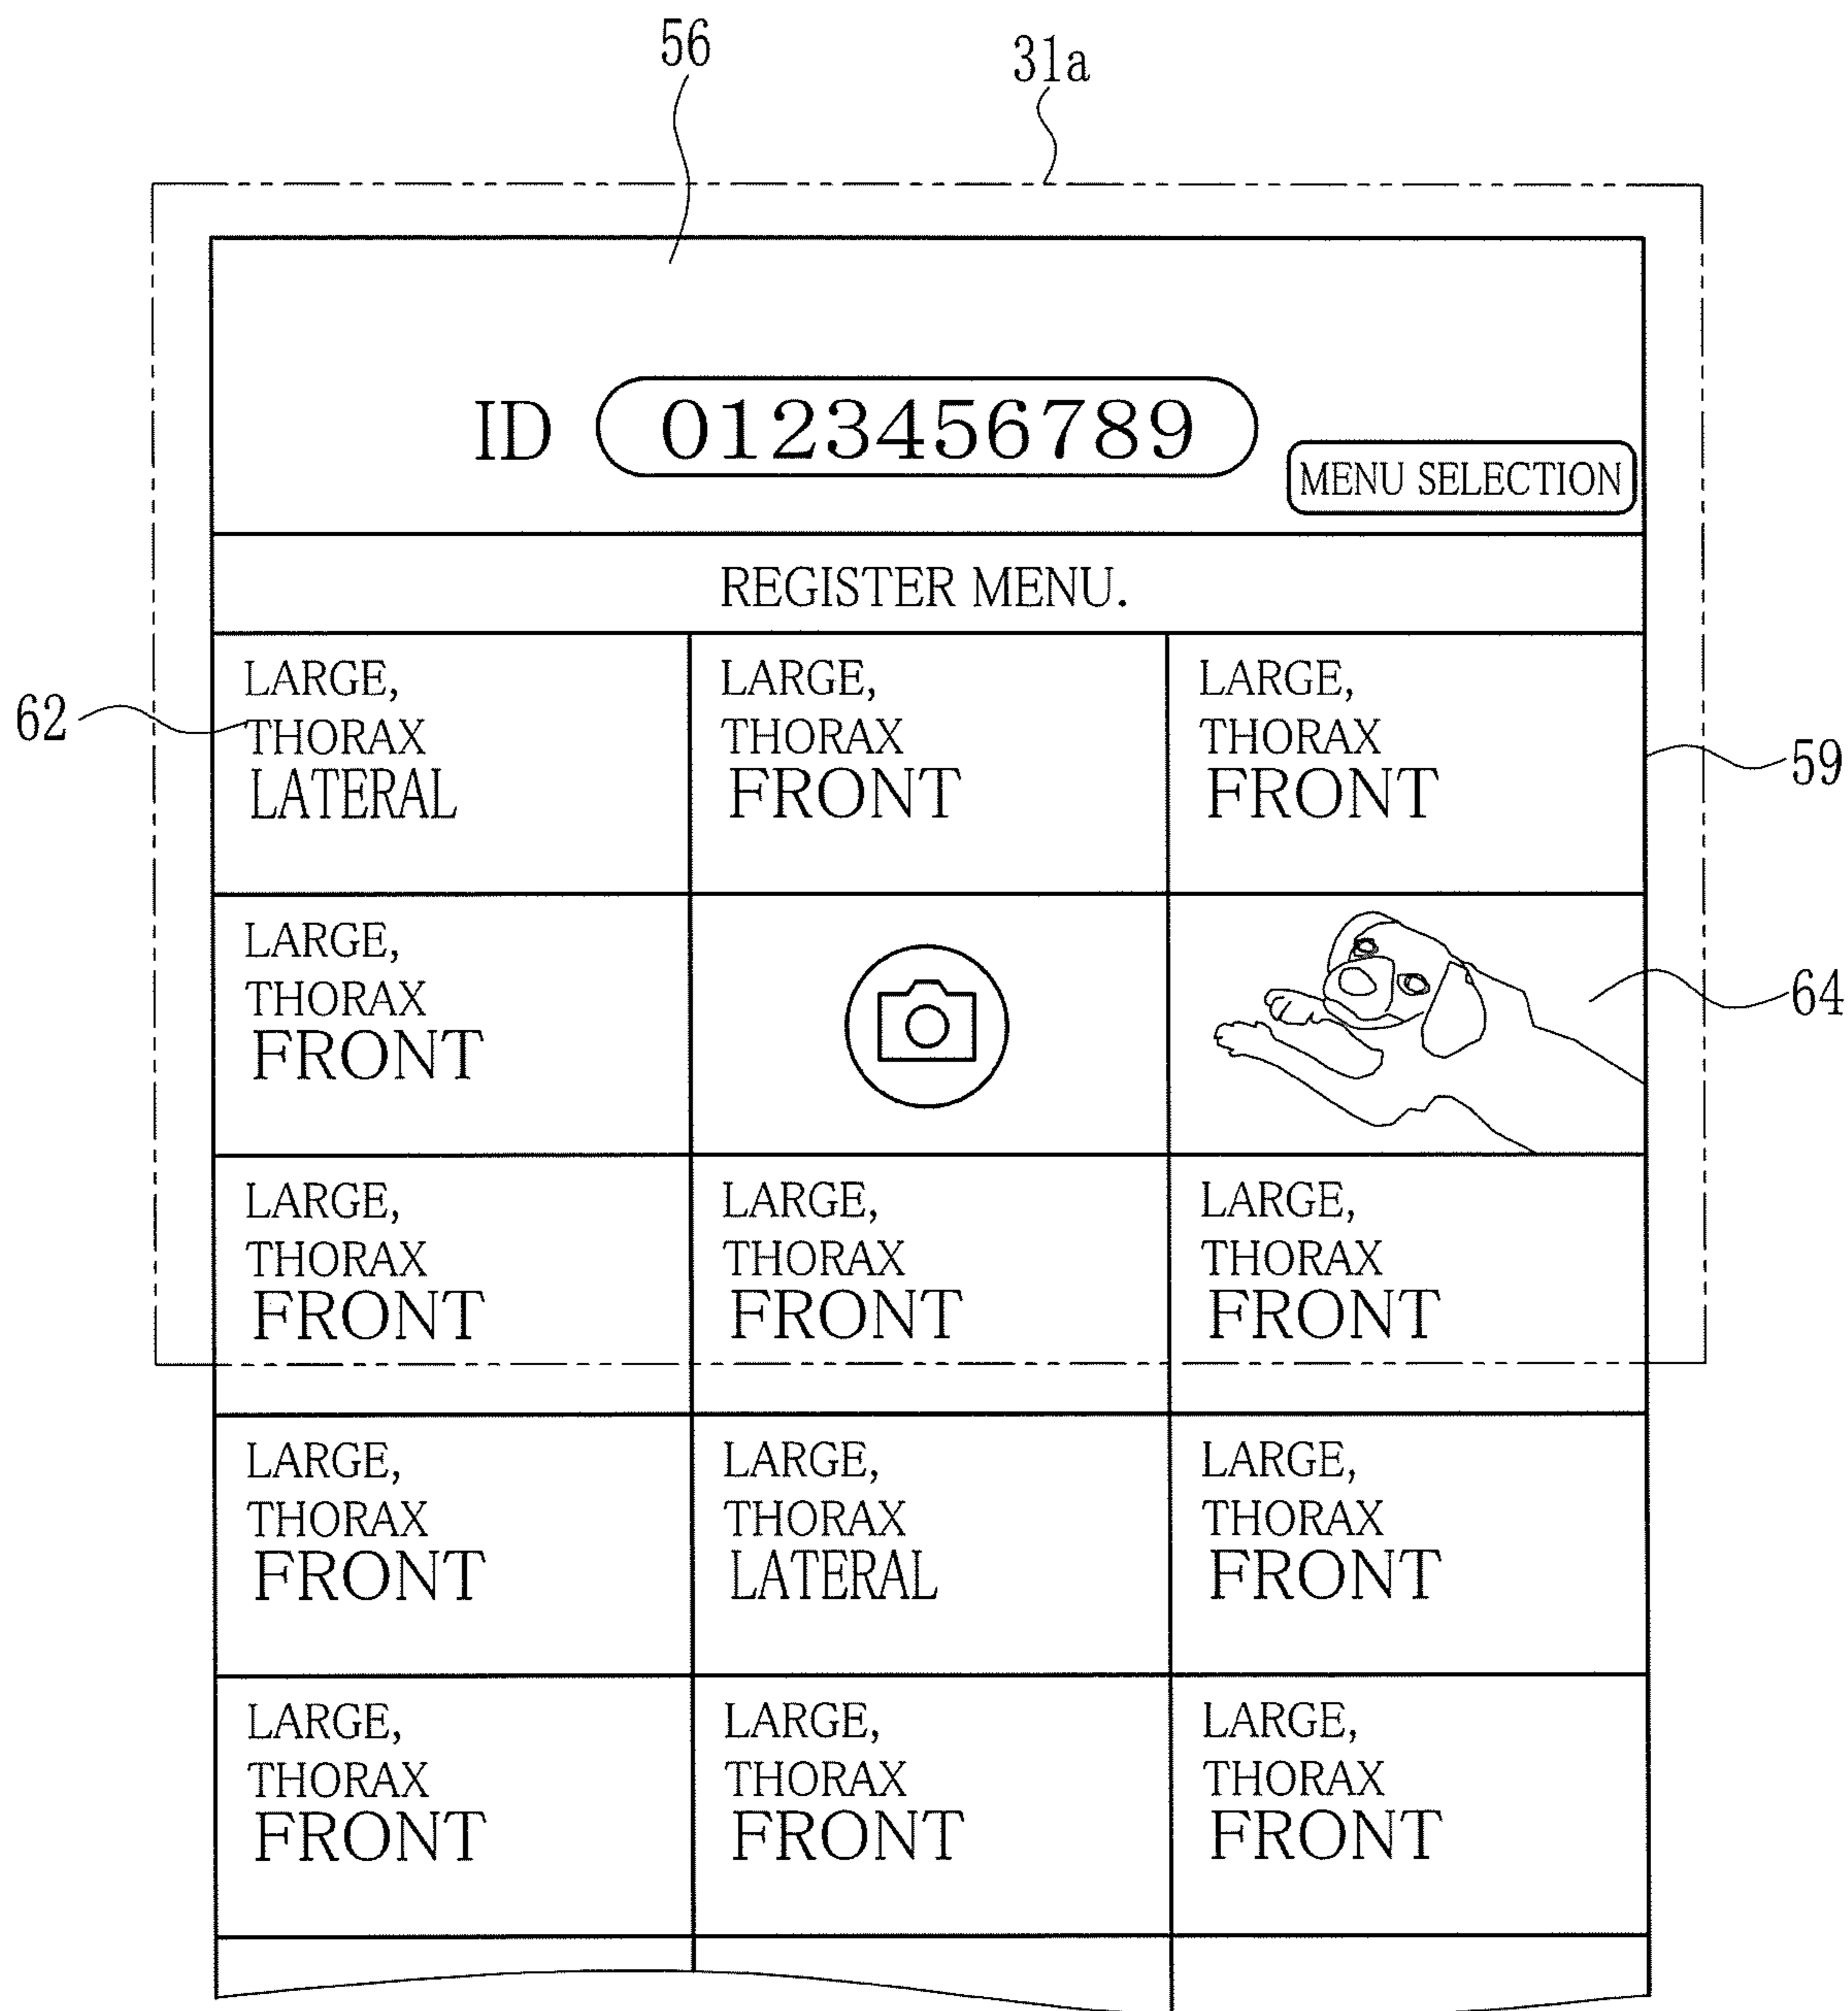 56
31a
ID 0123456789
MENU SELECTION
REGISTER MENU.
LARGE,
THORAX
LATERAL
LARGE,
THORAX
FRONT
LARGE,
THORAX
FRONT
62
59
LARGE,
THORAX
FRONT
64
LARGE,
THORAX
FRONT
LARGE,
THORAX
FRONT
LARGE,
THORAX
FRONT
LARGE,
THORAX
FRONT
LARGE,
THORAX
LATERAL
LARGE,
THORAX
FRONT
LARGE,
THORAX
FRONT
LARGE,
THORAX
FRONT
LARGE,
THORAX
FRONT